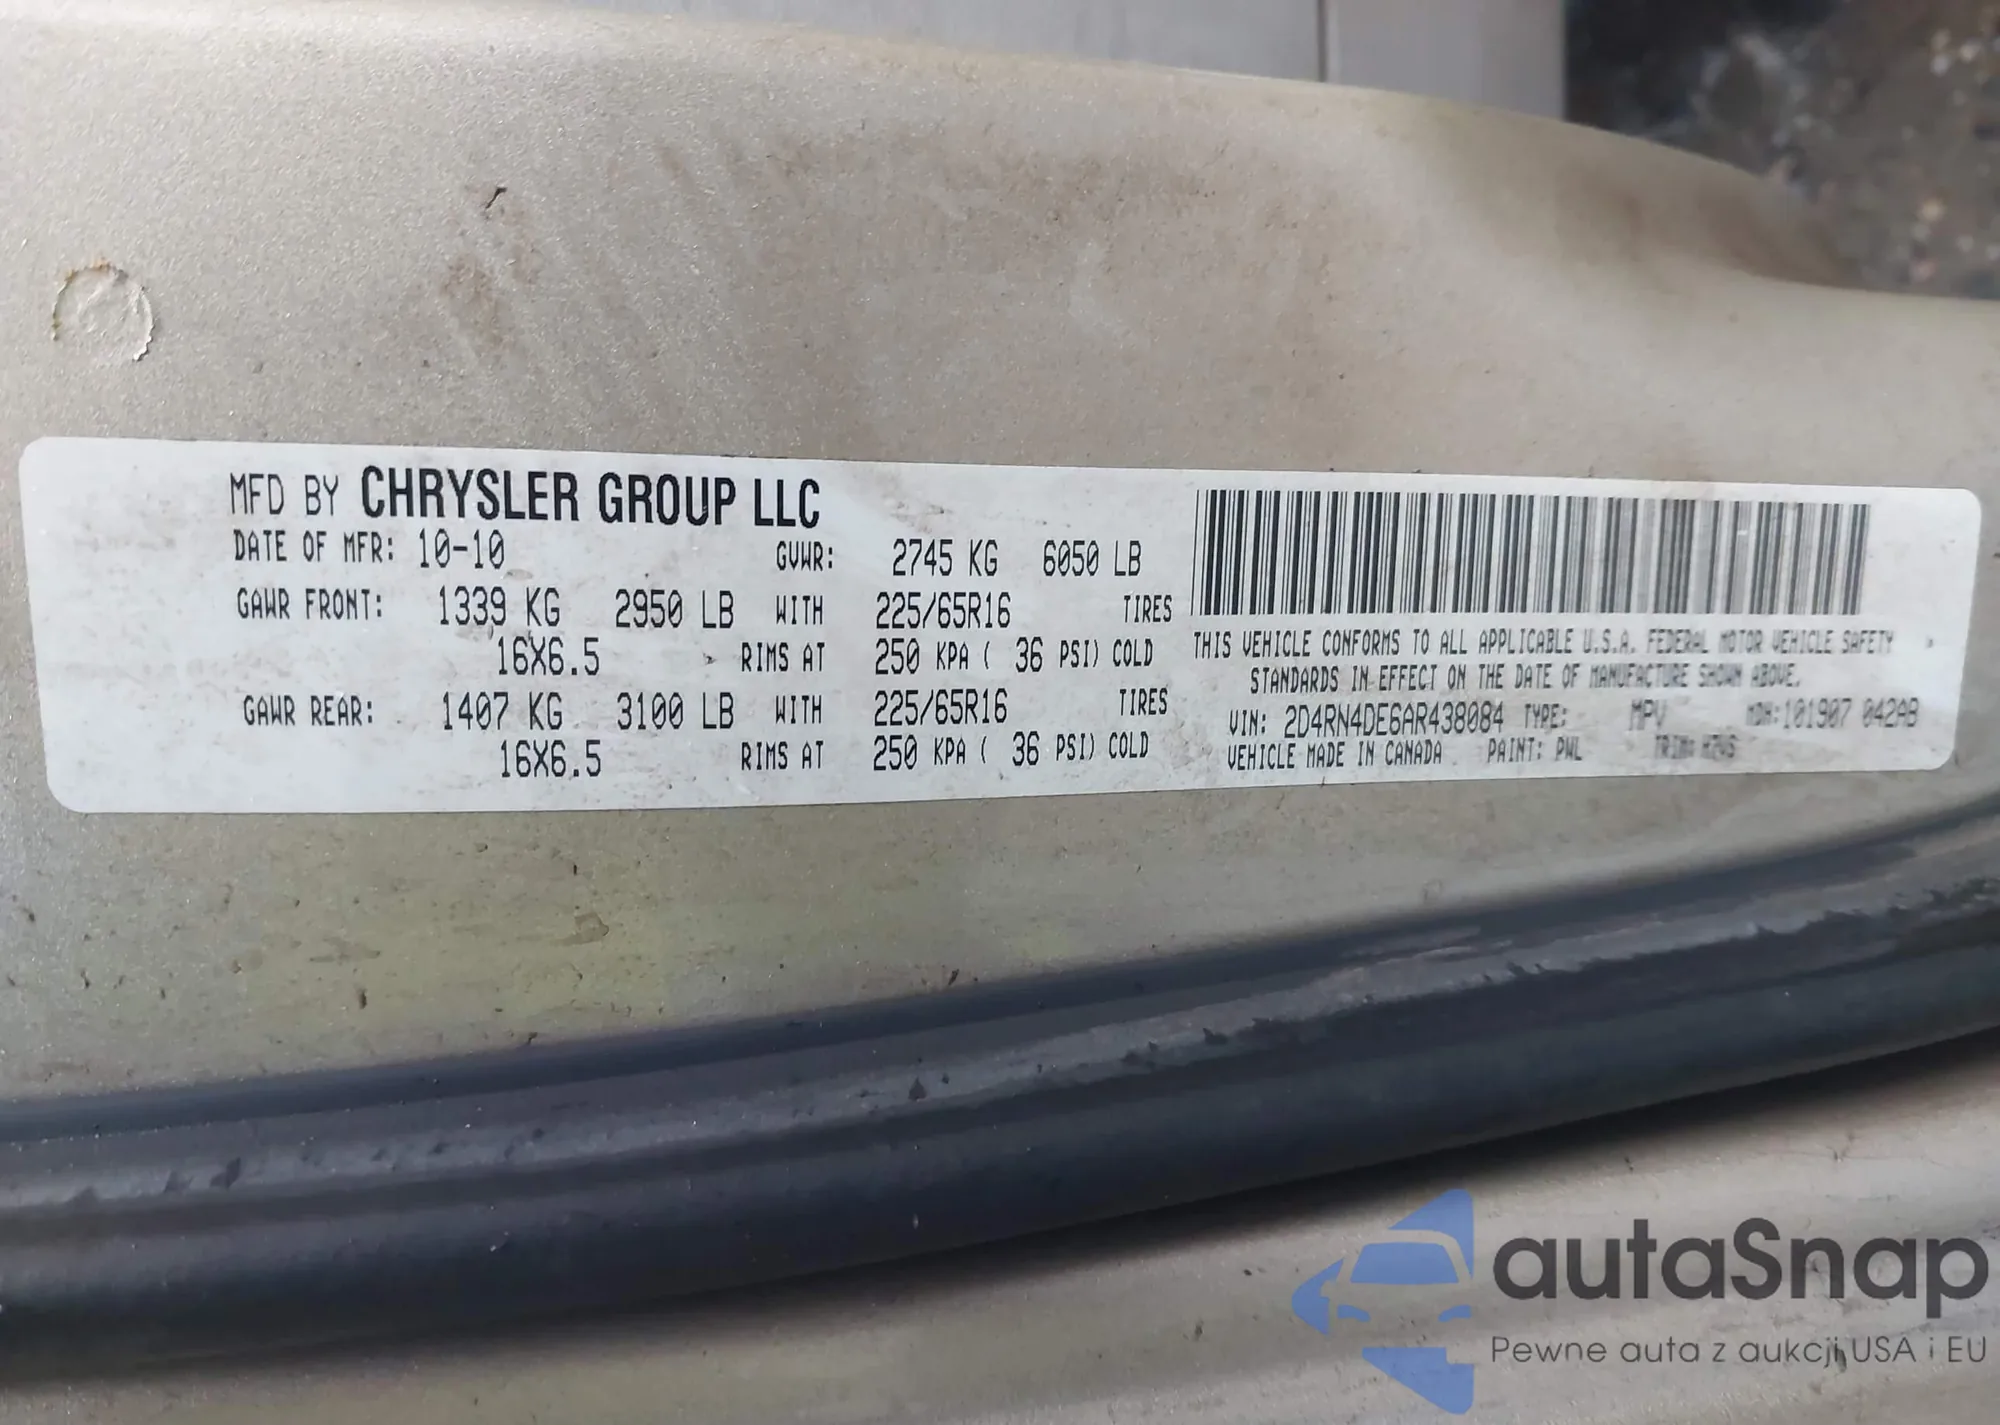 MFD BY CHRYSLER GROUP LLC
DATE OF MFR: 10-10 GVWR: 2745 KG 6050 LB
GAWR FRONT: 1339 KG 2950 LB WITH 225/65R16 TIRES
16X6.5 RIMS AT 250 KPA ( 36 PSI) COLD
GAWR REAR: 1407 KG 3100 LB WITH 225/65R16 TIRES
16X6.5 RIMS AT 250 KPA ( 36 PSI) COLD
THIS VEHICLE CONFORMS TO ALL APPLICABLE U.S.A. FEDERAL MOTOR VEHICLE SAFETY
STANDARDS IN EFFECT ON THE DATE OF MANUFACTURE SHOWN ABOVE.
VIN: 2D4RN4DE6AR438084 TYPE: MPV MDH:101907 042AB
VEHICLE MADE IN CANADA PAINT: PWL TRIM:
autaSnap
Pewne auta z aukcji USA i EU